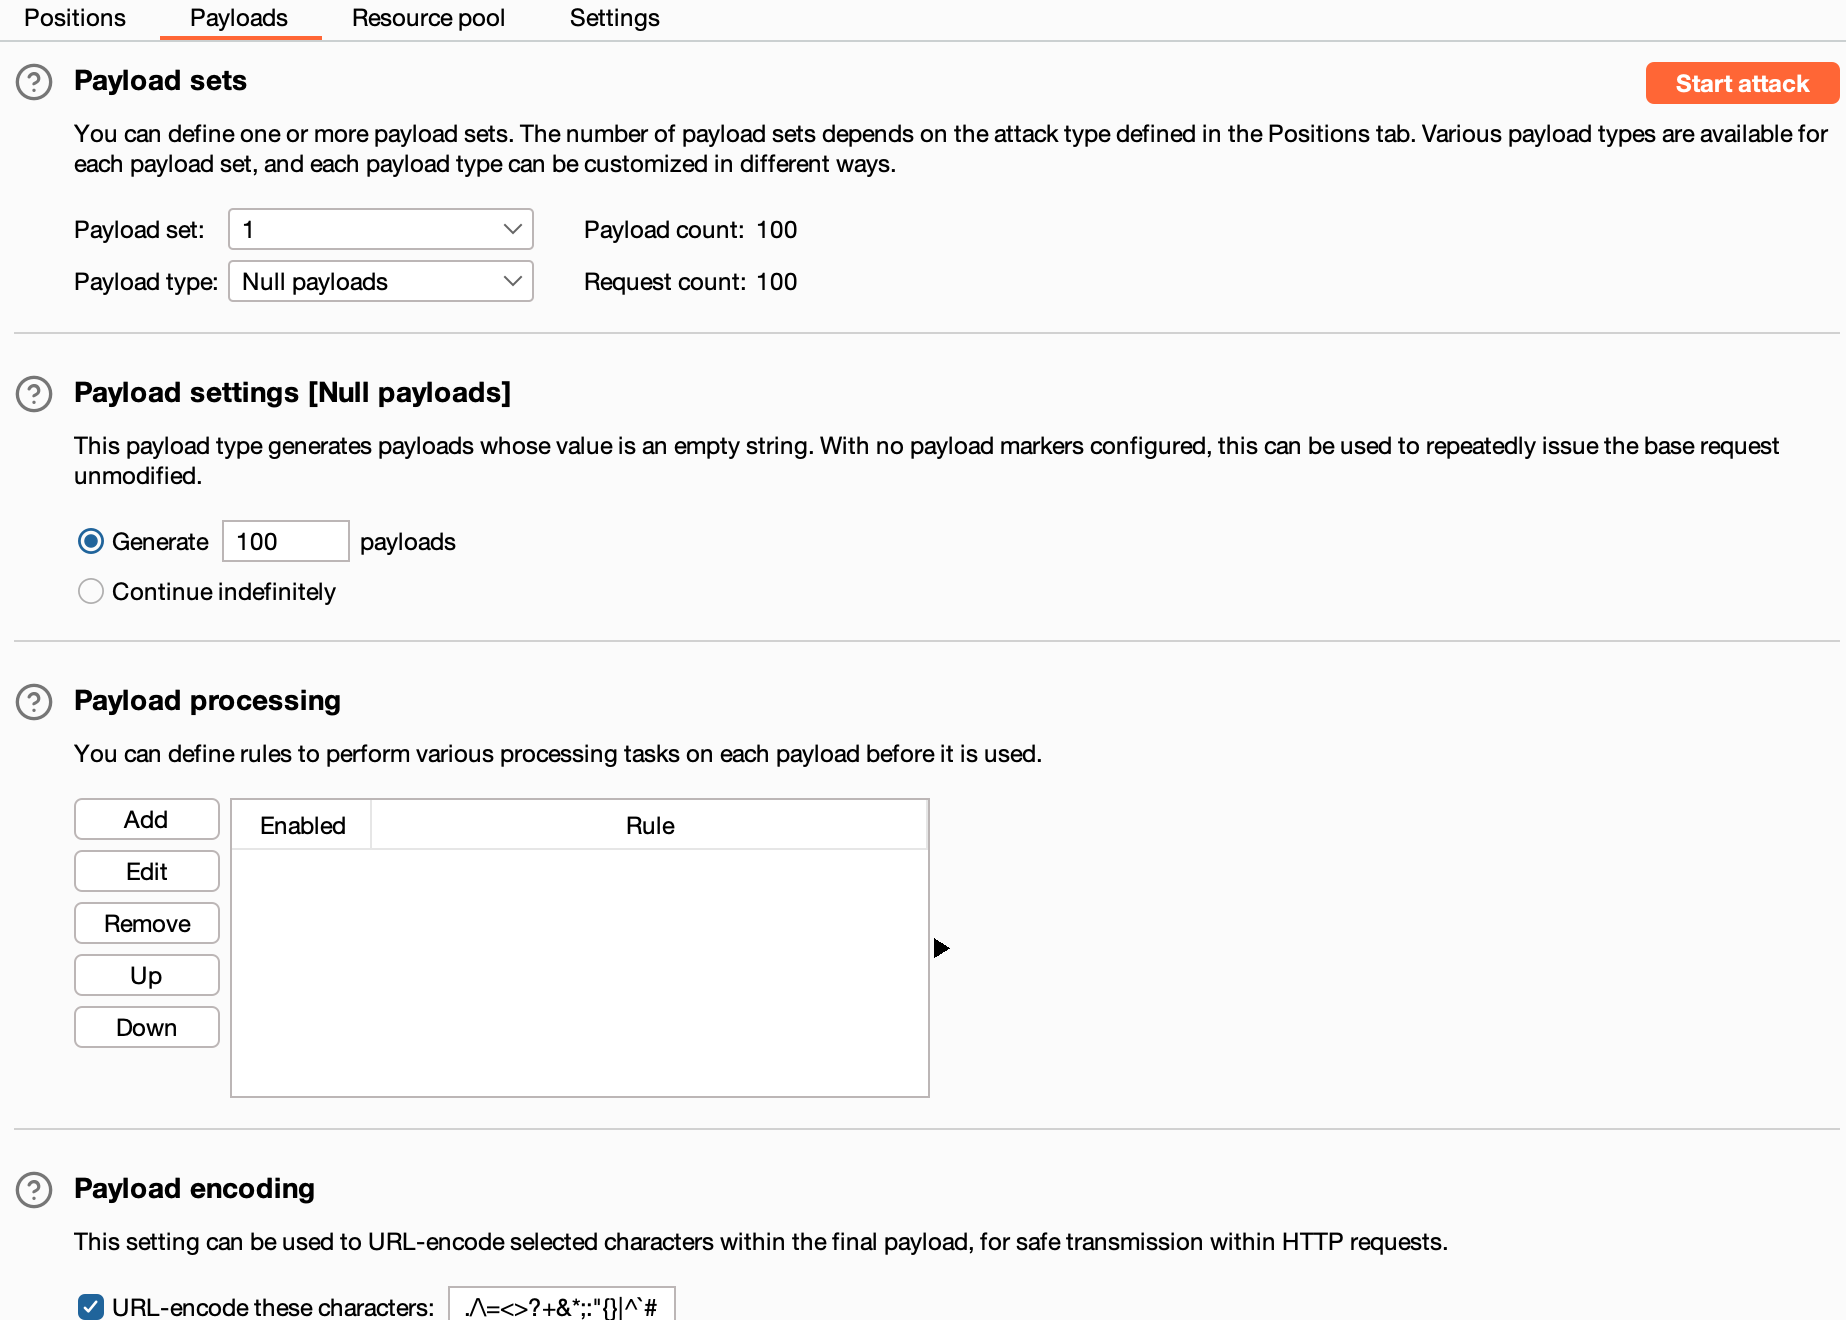 Positions Payloads Resource pool Settings
Payload sets
Start attack
You can define one or more payload sets. The number of payload sets depends on the attack type defined in the Positions tab. Various payload types are available for
each payload set, and each payload type can be customized in different ways.
Payload set: 1 Payload count: 100
Payload type: Null payloads Request count: 100
Payload settings [Null payloads]
This payload type generates payloads whose value is an empty string. With no payload markers configured, this can be used to repeatedly issue the base request
unmodified.
Generate 100 payloads
Continue indefinitely
Payload processing
You can define rules to perform various processing tasks on each payload before it is used.
Add
Edit
Remove
Up
Down
Enabled Rule
Payload encoding
This setting can be used to URL-encode selected characters within the final payload, for safe transmission within HTTP requests.
URL-encode these characters: ./\=<>?+&*;:"{}|^`#